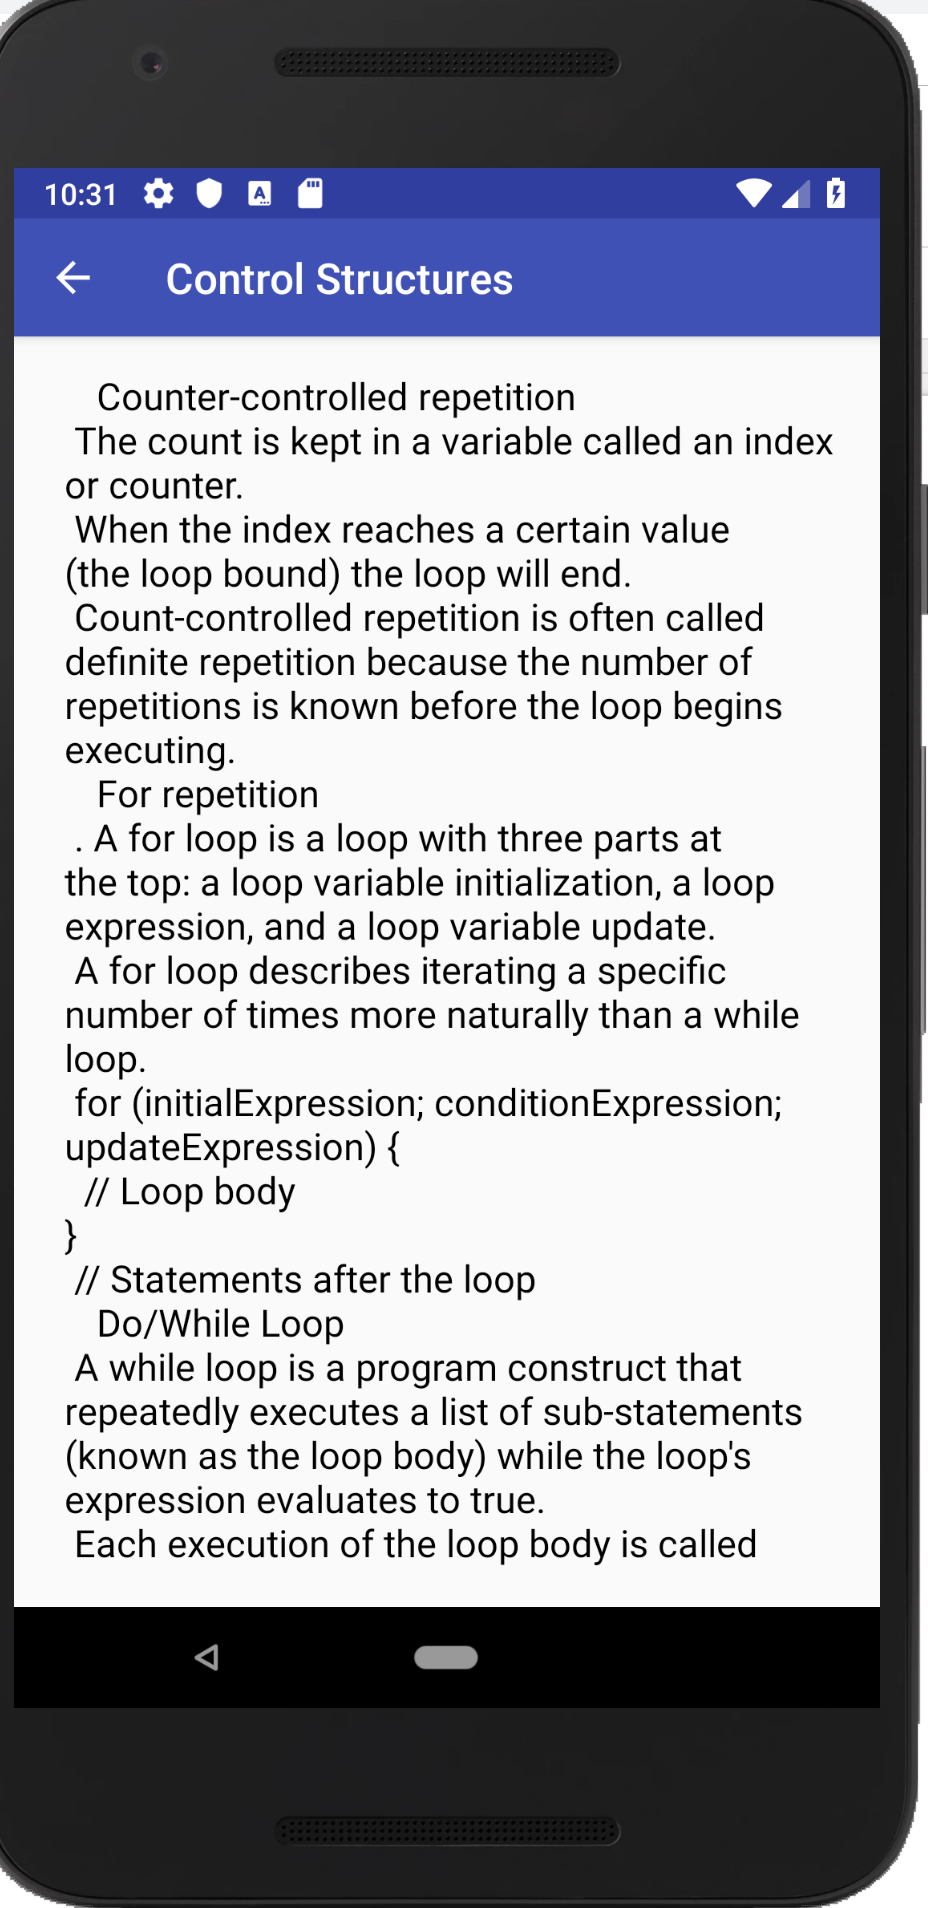 10:31
Control Structures
Counter-controlled repetition
The count is kept in a variable called an index
or counter.
When the index reaches a certain value
(the loop bound) the loop will end.
Count-controlled repetition is often called
definite repetition because the number of
repetitions is known before the loop begins
executing.
For repetition
. A for loop is a loop with three parts at
the top: a loop variable initialization, a loop
expression, and a loop variable update.
A for loop describes iterating a specific
number of times more naturally than a while
loop.
for (initialExpression; conditionExpression;
updateExpression) {
// Loop body
}
// Statements after the loop
Do/While Loop
A while loop is a program construct that
repeatedly executes a list of sub-statements
(known as the loop body) while the loop's
expression evaluates to true.
Each execution of the loop body is called